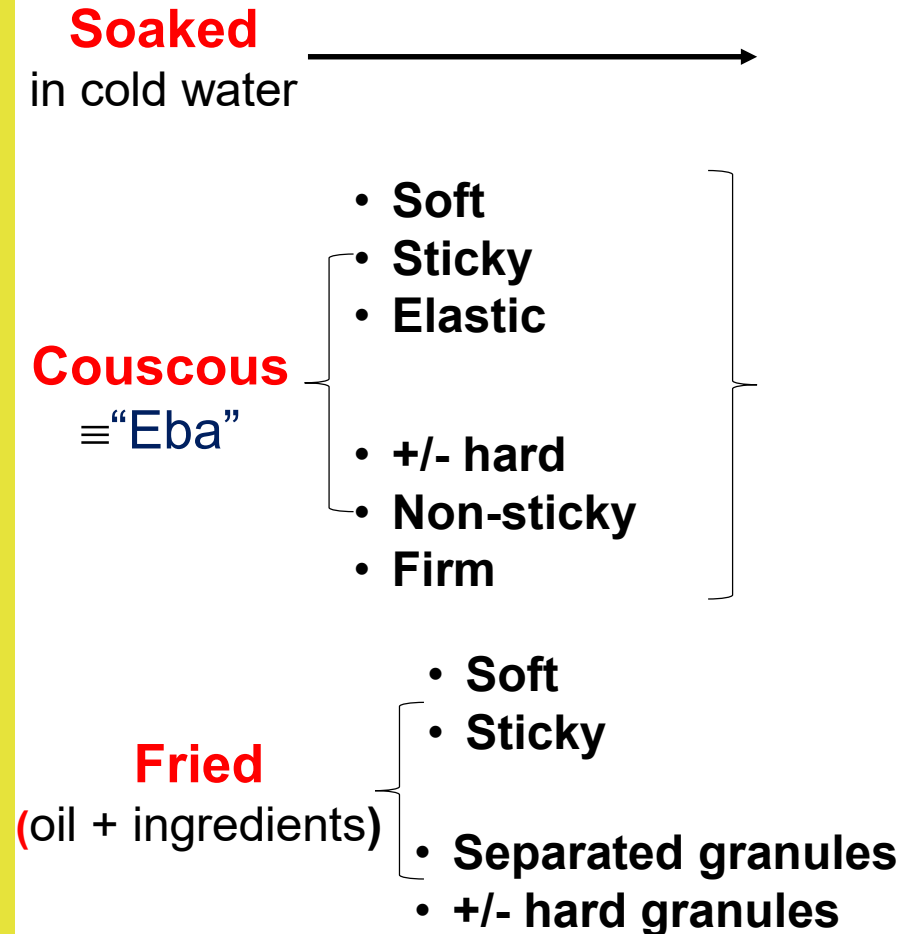 Soaked
in cold water
• Soft
• Sticky
• Elastic
Couscous
≡“Eba”
• +/- hard
• Non-sticky
• Firm
• Soft
• Sticky
Fried
(oil + ingredients)
• Separated granules
• +/- hard granules